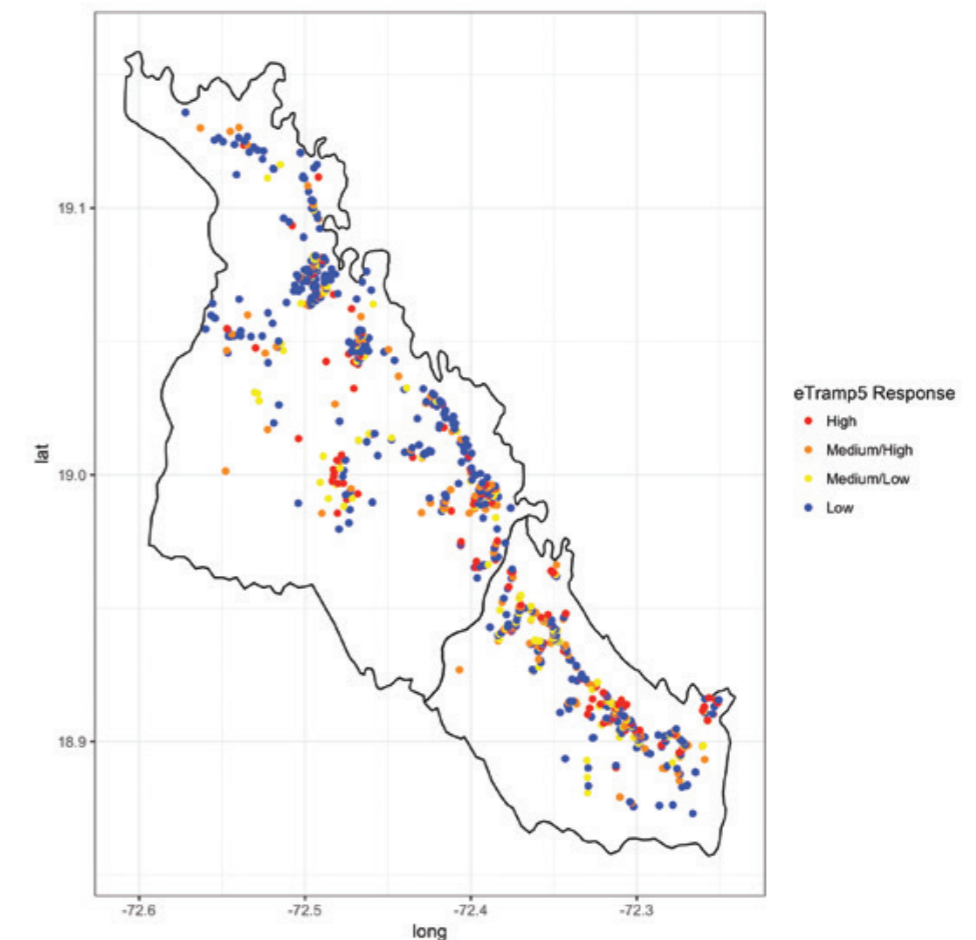 19.1
19.0
18.9
lat
-72.6
-72.5
-72.4
-72.3
long
eTramp5 Response
High
Medium/High
Medium/Low
Low